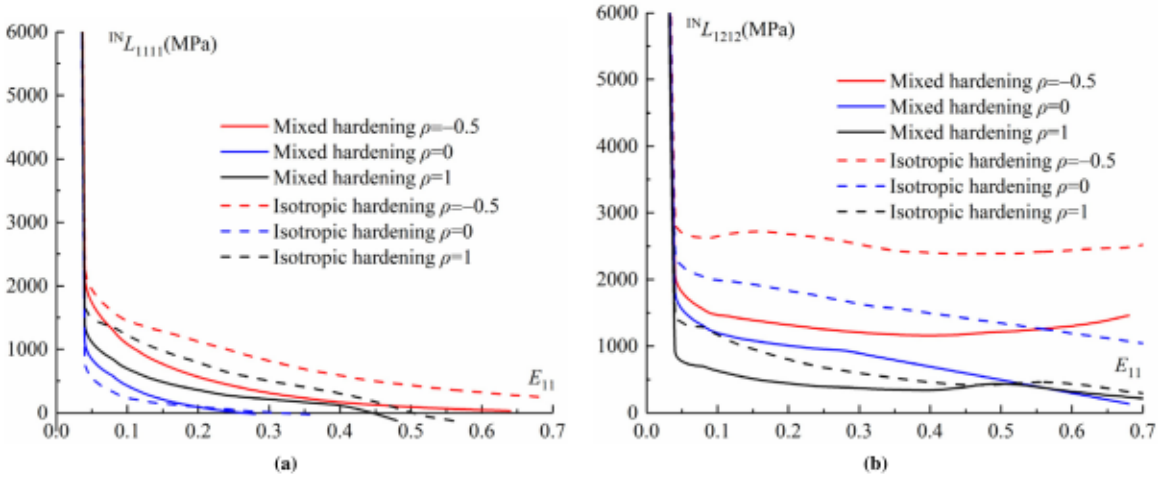 6000
5000
4000
3000
2000
1000
0
ᴵᴺL₁₁₁₁(MPa)
Mixed hardening ρ=−0.5
Mixed hardening ρ=0
Mixed hardening ρ=1
Isotropic hardening ρ=−0.5
Isotropic hardening ρ=0
Isotropic hardening ρ=1
E₁₁
0.0 0.1 0.2 0.3 0.4 0.5 0.6 0.7
(a)
6000
5000
4000
3000
2000
1000
0
ᴵᴺL₁₂₁₂(MPa)
Mixed hardening ρ=−0.5
Mixed hardening ρ=0
Mixed hardening ρ=1
Isotropic hardening ρ=−0.5
Isotropic hardening ρ=0
Isotropic hardening ρ=1
E₁₁
0.0 0.1 0.2 0.3 0.4 0.5 0.6 0.7
(b)